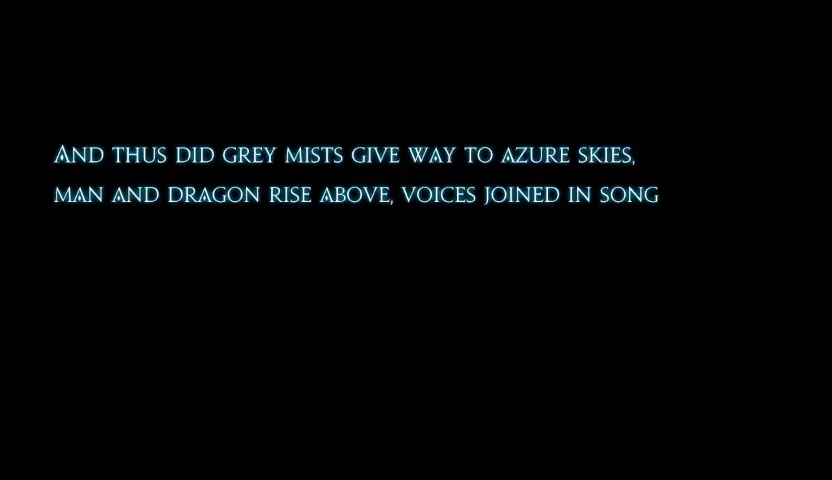 And thus did grey mists give way to azure skies,
man and dragon rise above, voices joined in song